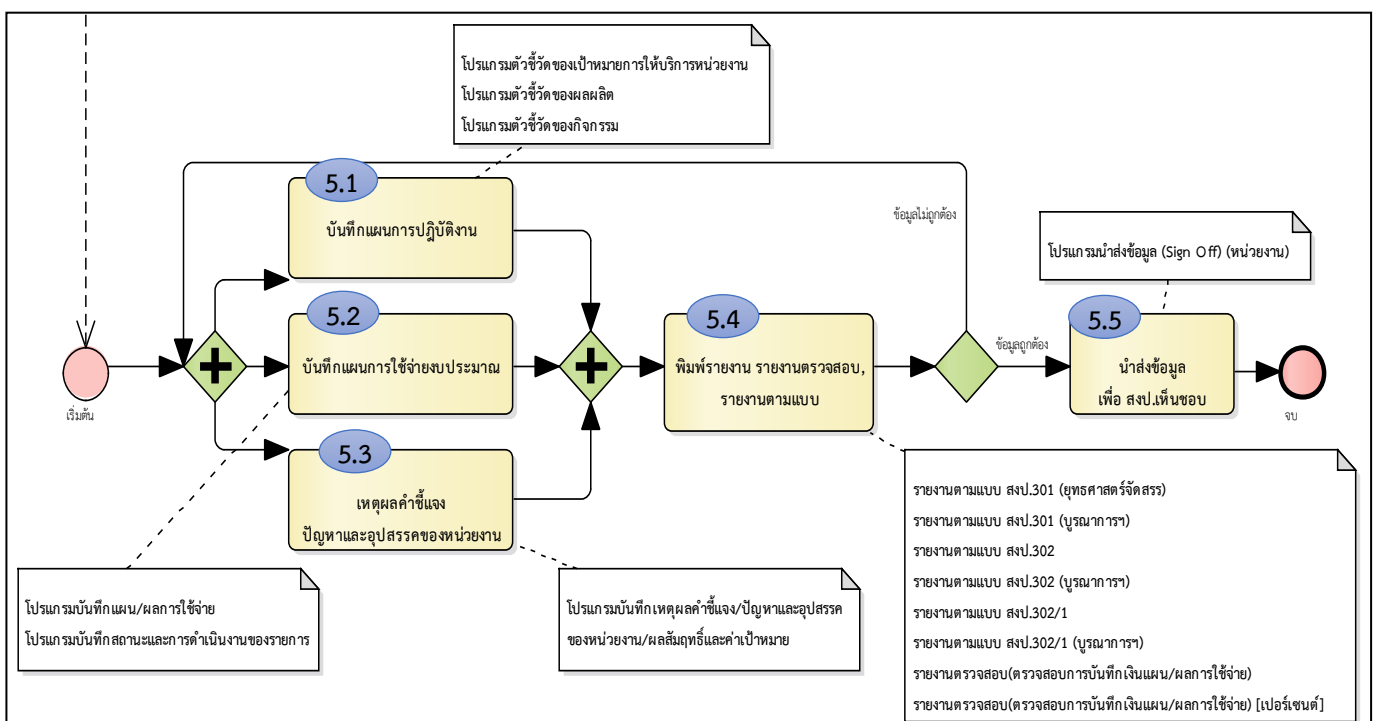 โปรแกรมตัวชี้วัดของเป้าหมายการให้บริการหน่วยงาน
โปรแกรมตัวชี้วัดของผลผลิต
โปรแกรมตัวชี้วัดของกิจกรรม
5.1
บันทึกแผนการปฎิบัติงาน
ข้อมูลไม่ถูกต้อง
โปรแกรมนำส่งข้อมูล (Sign Off) (หน่วยงาน)
5.2
บันทึกแผนการใช้จ่ายงบประมาณ
5.4
พิมพ์รายงาน รายงานตรวจสอบ,
รายงานตามแบบ
ข้อมูลถูกต้อง
5.5
นำส่งข้อมูล
เพื่อ สงป.เห็นชอบ
เริ่มต้น
จบ
5.3
เหตุผลคำชี้แจง
ปัญหาและอุปสรรคของหน่วยงาน
โปรแกรมบันทึกแผน/ผลการใช้จ่าย
โปรแกรมบันทึกสถานะและการดำเนินงานของรายการ
โปรแกรมบันทึกเหตุผลคำชี้แจง/ปัญหาและอุปสรรค
ของหน่วยงาน/ผลสัมฤทธิ์และค่าเป้าหมาย
รายงานตามแบบ สงป.301 (ยุทธศาสตร์จัดสรร)
รายงานตามแบบ สงป.301 (บูรณาการฯ)
รายงานตามแบบ สงป.302
รายงานตามแบบ สงป.302 (บูรณาการฯ)
รายงานตามแบบ สงป.302/1
รายงานตามแบบ สงป.302/1 (บูรณาการฯ)
รายงานตรวจสอบ(ตรวจสอบการบันทึกเงินแผน/ผลการใช้จ่าย)
รายงานตรวจสอบ(ตรวจสอบการบันทึกเงินแผน/ผลการใช้จ่าย) [เปอร์เซนต์]